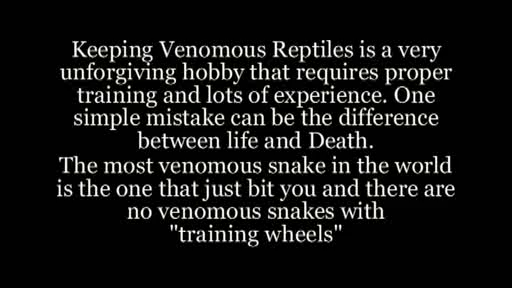 Keeping Venomous Reptiles is a very
unforgiving hobby that requires proper
training and lots of experience. One
simple mistake can be the difference
between life and Death.
The most venomous snake in the world
is the one that just bit you and there are
no venomous snakes with
"training wheels"